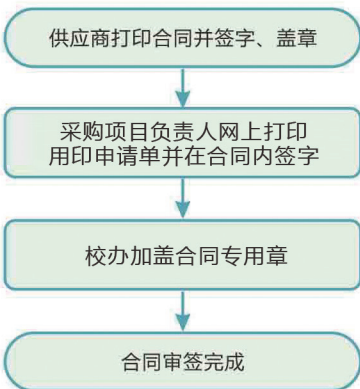 供应商打印合同并签字、盖章
采购项目负责人网上打印
用印申请单并在合同内签字
校办加盖合同专用章
合同审签完成